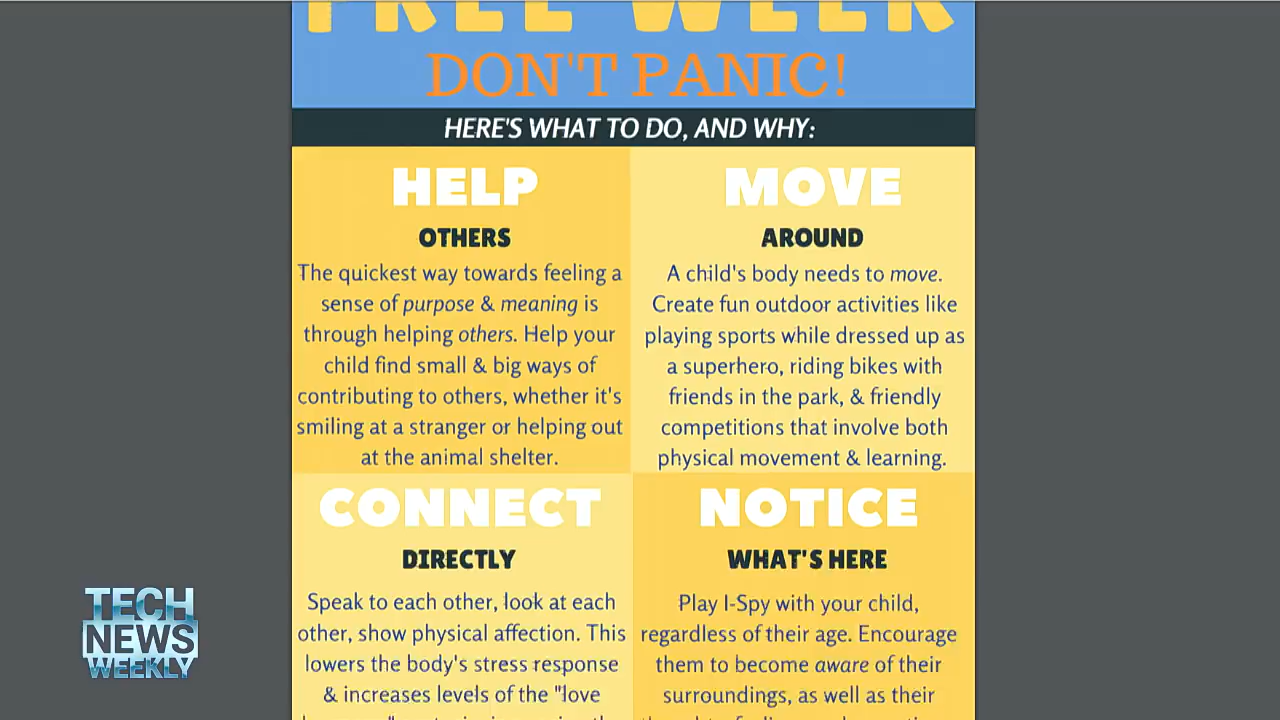 FREE WEEK
DON'T PANIC!
HERE'S WHAT TO DO, AND WHY:
HELP
OTHERS
The quickest way towards feeling a
sense of purpose & meaning is
through helping others. Help your
child find small & big ways of
contributing to others, whether it's
smiling at a stranger or helping out
at the animal shelter.
MOVE
AROUND
A child's body needs to move.
Create fun outdoor activities like
playing sports while dressed up as
a superhero, riding bikes with
friends in the park, & friendly
competitions that involve both
physical movement & learning.
CONNECT
DIRECTLY
Speak to each other, look at each
other, show physical affection. This
lowers the body's stress response
& increases levels of the "love
NOTICE
WHAT'S HERE
Play I-Spy with your child,
regardless of their age. Encourage
them to become aware of their
surroundings, as well as their
TECH
NEWS
WEEKLY